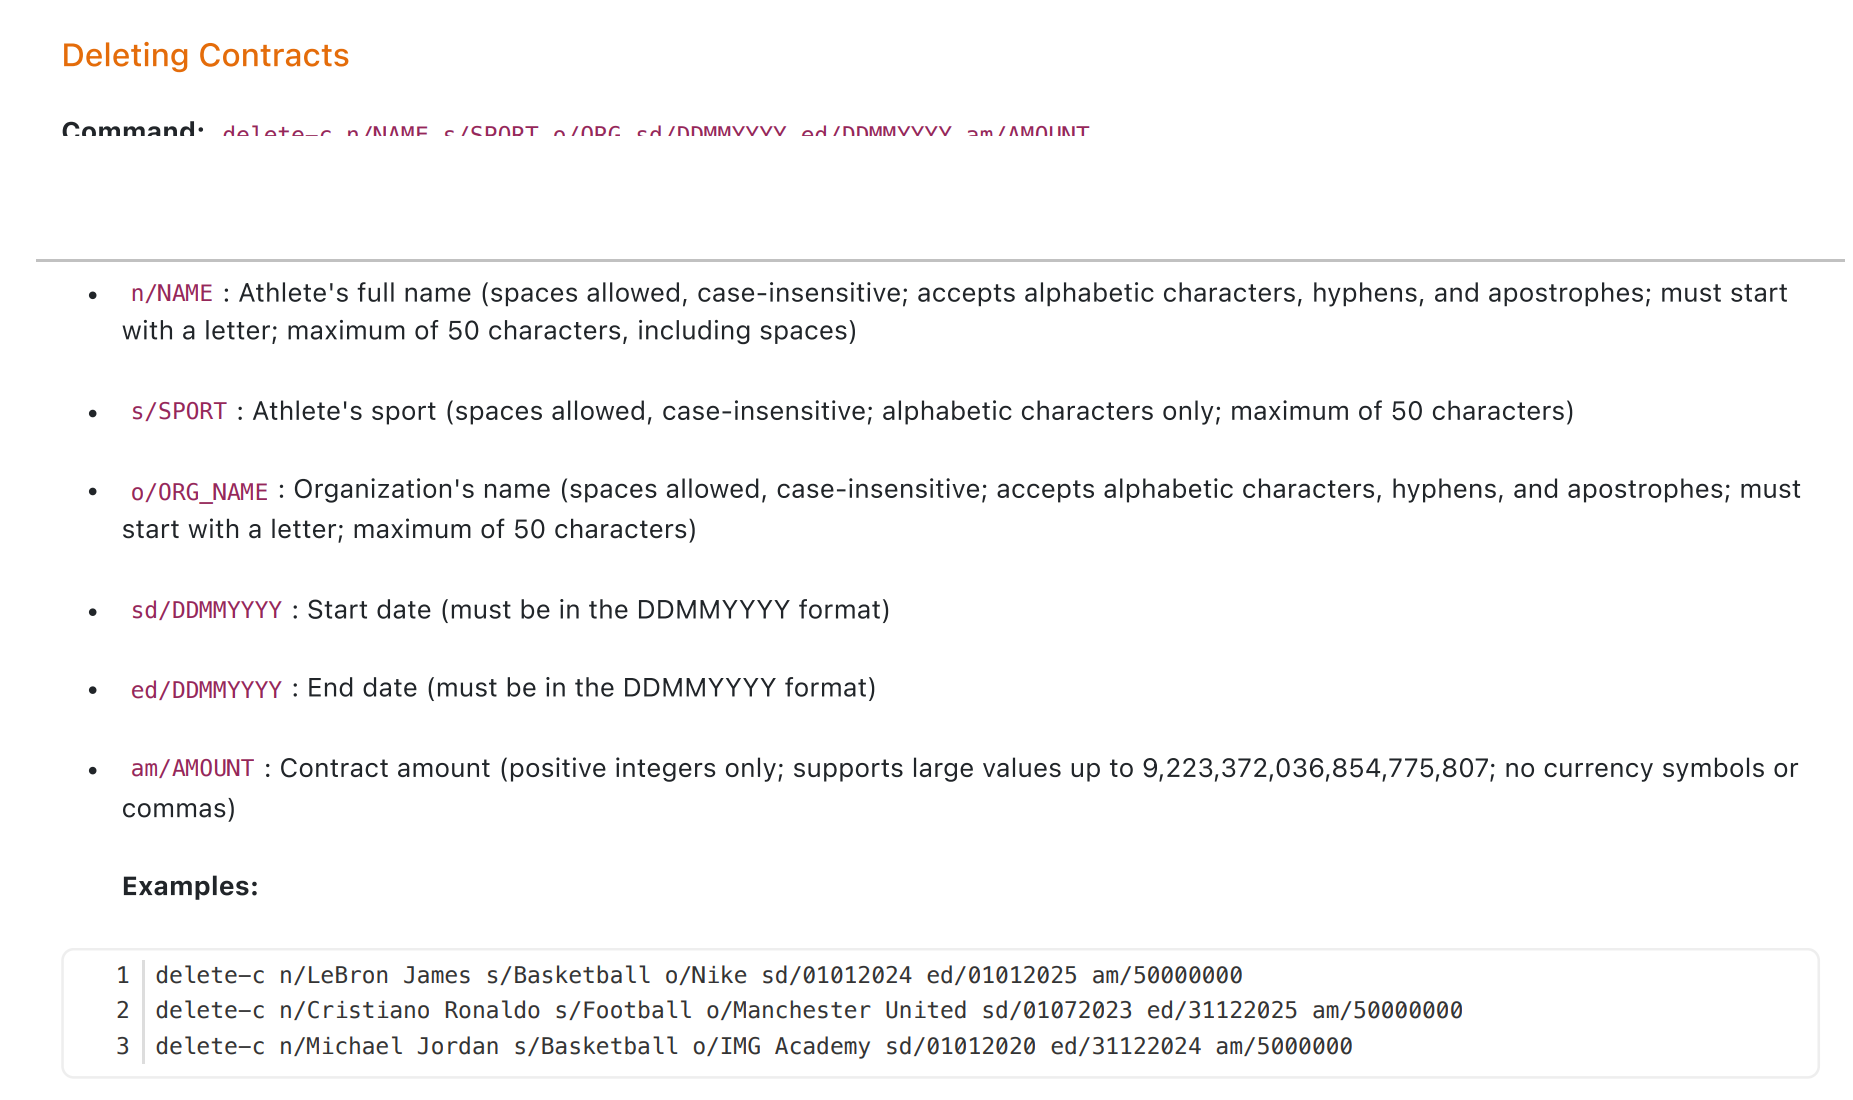 Deleting Contracts
Command: delete-c n/NAME s/SPORT o/ORG sd/DDMMYYYY ed/DDMMYYYY am/AMOUNT
• n/NAME : Athlete's full name (spaces allowed, case-insensitive; accepts alphabetic characters, hyphens, and apostrophes; must start
with a letter; maximum of 50 characters, including spaces)
• s/SPORT : Athlete's sport (spaces allowed, case-insensitive; alphabetic characters only; maximum of 50 characters)
• o/ORG_NAME : Organization's name (spaces allowed, case-insensitive; accepts alphabetic characters, hyphens, and apostrophes; must
start with a letter; maximum of 50 characters)
• sd/DDMMYYYY : Start date (must be in the DDMMYYYY format)
• ed/DDMMYYYY : End date (must be in the DDMMYYYY format)
• am/AMOUNT : Contract amount (positive integers only; supports large values up to 9,223,372,036,854,775,807; no currency symbols or
commas)
Examples:
1 delete-c n/LeBron James s/Basketball o/Nike sd/01012024 ed/01012025 am/50000000
2 delete-c n/Cristiano Ronaldo s/Football o/Manchester United sd/01072023 ed/31122025 am/50000000
3 delete-c n/Michael Jordan s/Basketball o/IMG Academy sd/01012020 ed/31122024 am/5000000